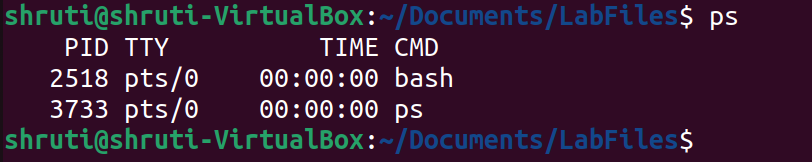 shruti@shruti-VirtualBox:~/Documents/LabFiles$ ps
    PID TTY          TIME CMD
   2518 pts/0    00:00:00 bash
   3733 pts/0    00:00:00 ps
shruti@shruti-VirtualBox:~/Documents/LabFiles$